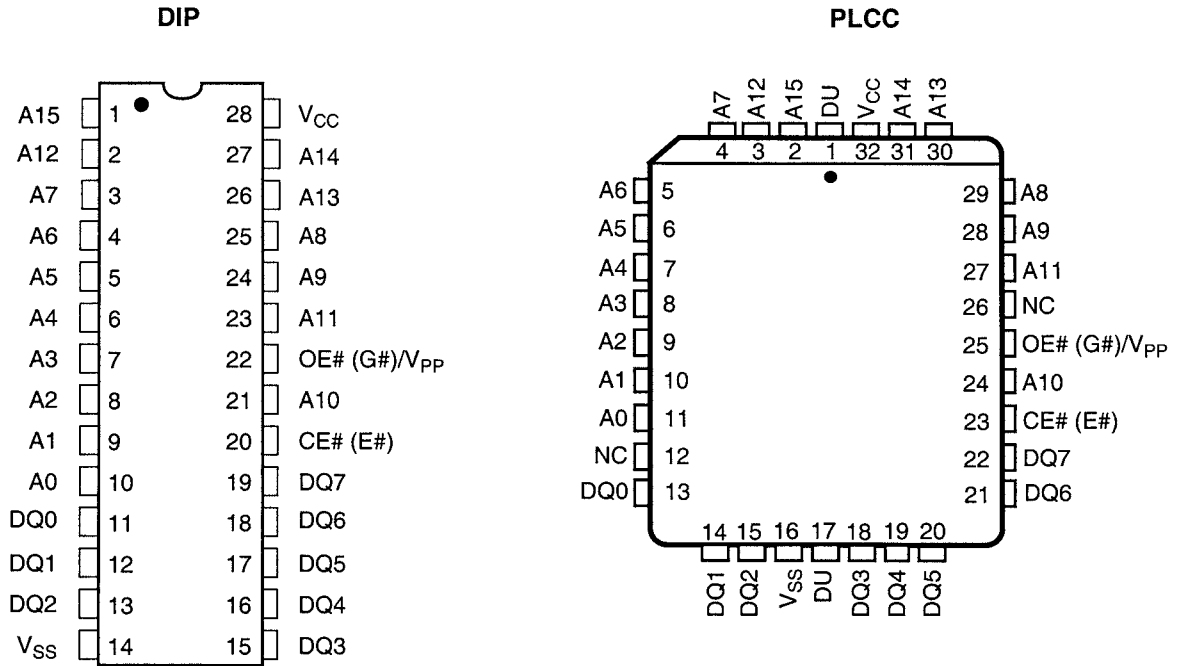 DIP
A15 1 28 VCC
A12 2 27 A14
A7 3 26 A13
A6 4 25 A8
A5 5 24 A9
A4 6 23 A11
A3 7 22 OE# (G#)/VPP
A2 8 21 A10
A1 9 20 CE# (E#)
A0 10 19 DQ7
DQ0 11 18 DQ6
DQ1 12 17 DQ5
DQ2 13 16 DQ4
VSS 14 15 DQ3
PLCC
A7 A12 A15 DU VCC A14 A13
4 3 2 1 32 31 30
A6 5 29 A8
A5 6 28 A9
A4 7 27 A11
A3 8 26 NC
A2 9 25 OE# (G#)/VPP
A1 10 24 A10
A0 11 23 CE# (E#)
NC 12 22 DQ7
DQ0 13 21 DQ6
14 15 16 17 18 19 20
DQ1 DQ2 VSS DU DQ3 DQ4 DQ5